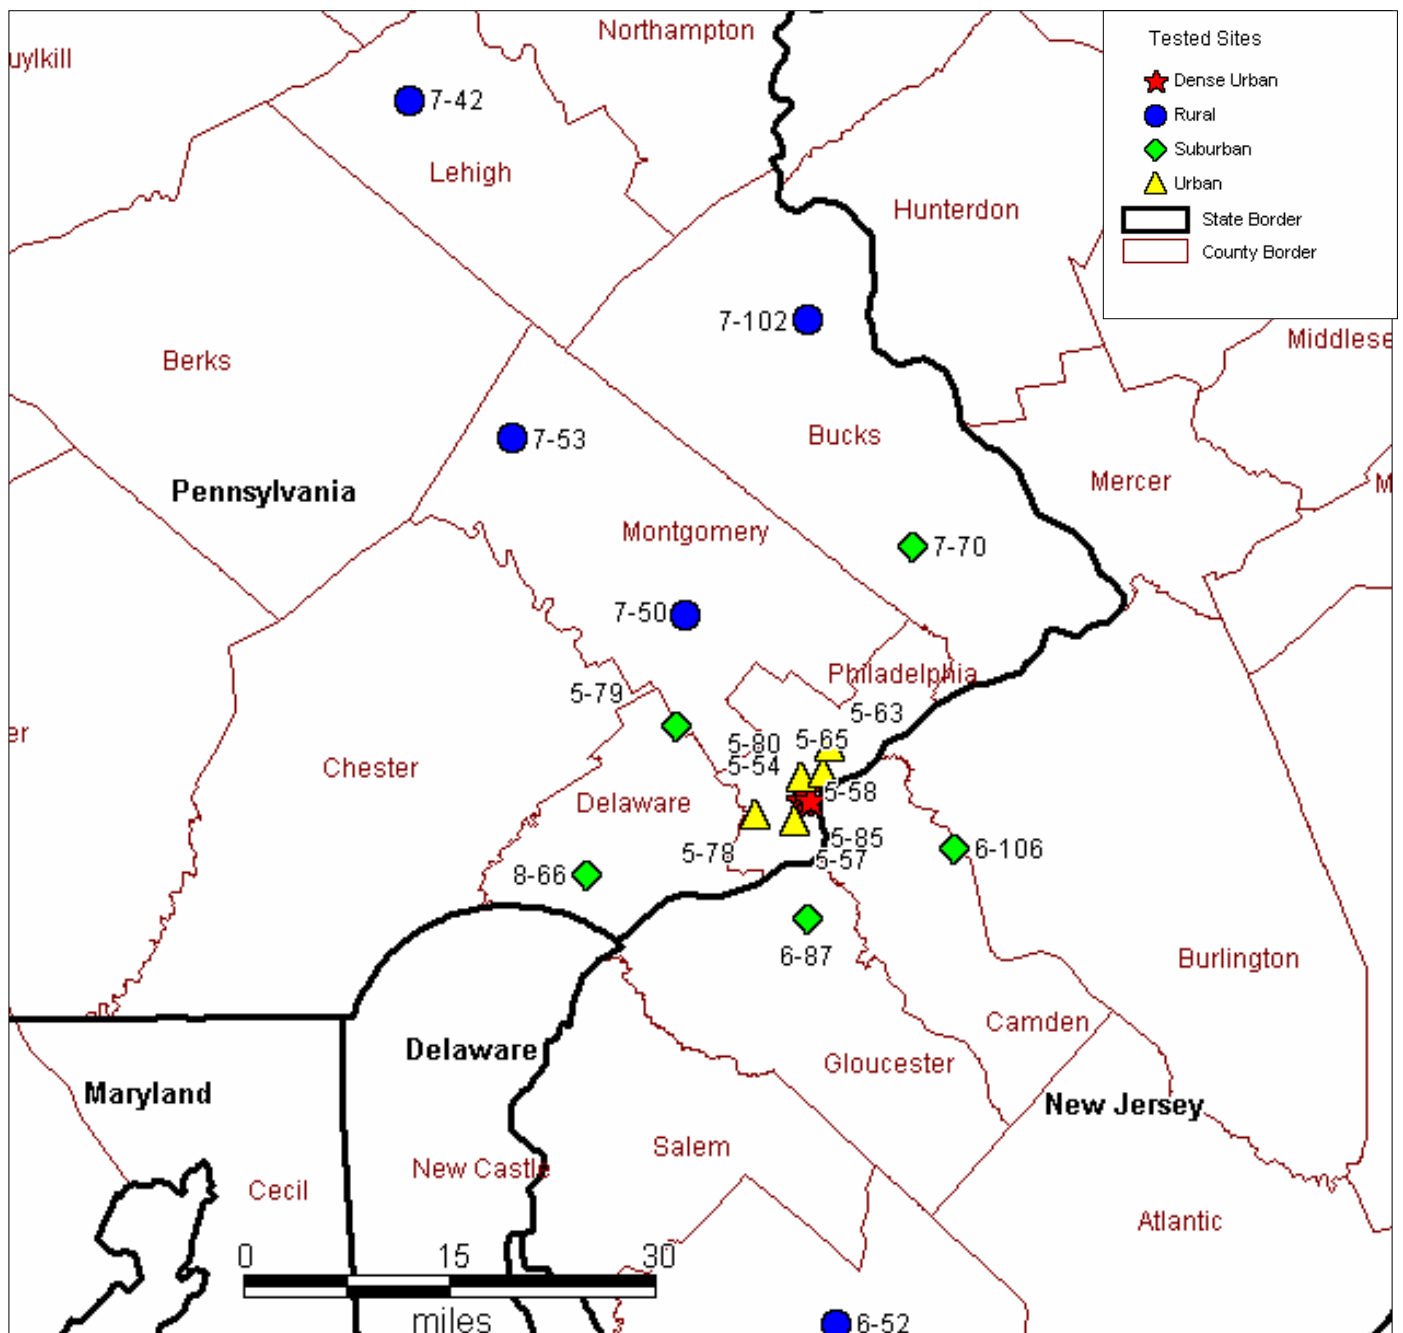 Northampton
uylkill
Tested Sites
Dense Urban
Rural
Suburban
Urban
State Border
County Border
7-42
Lehigh
Hunterdon
7-102
Middlese
Berks
7-53
Bucks
Pennsylvania
Mercer
M
Montgomery
7-70
7-50
Philadelphia
5-79
5-63
er
5-80
5-65
5-54
Chester
5-58
Delaware
5-85
5-78
5-57
6-106
8-66
6-87
Burlington
Camden
Delaware
Gloucester
Maryland
New Jersey
Salem
New Castle
Cecil
Atlantic
0 15 30
miles
6-52